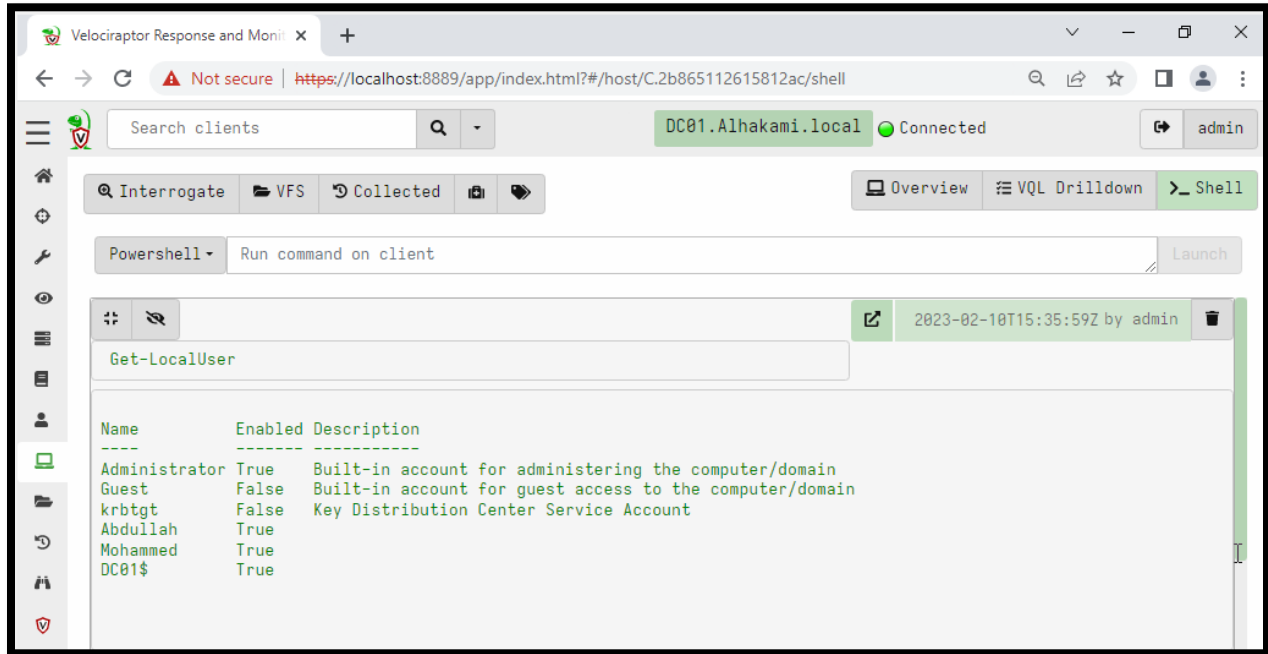 Velociraptor Response and Monit
Not secure | https://localhost:8889/app/index.html?#/host/C.2b865112615812ac/shell
Search clients
DC01.Alhakami.local Connected
admin
Interrogate VFS Collected
Overview VQL Drilldown >_ Shell
Powershell Run command on client Launch
2023-02-10T15:35:59Z by admin
Get-LocalUser
Name Enabled Description
---- ------- -----------
Administrator True Built-in account for administering the computer/domain
Guest False Built-in account for guest access to the computer/domain
krbtgt False Key Distribution Center Service Account
Abdullah True
Mohammed True
DC01$ True